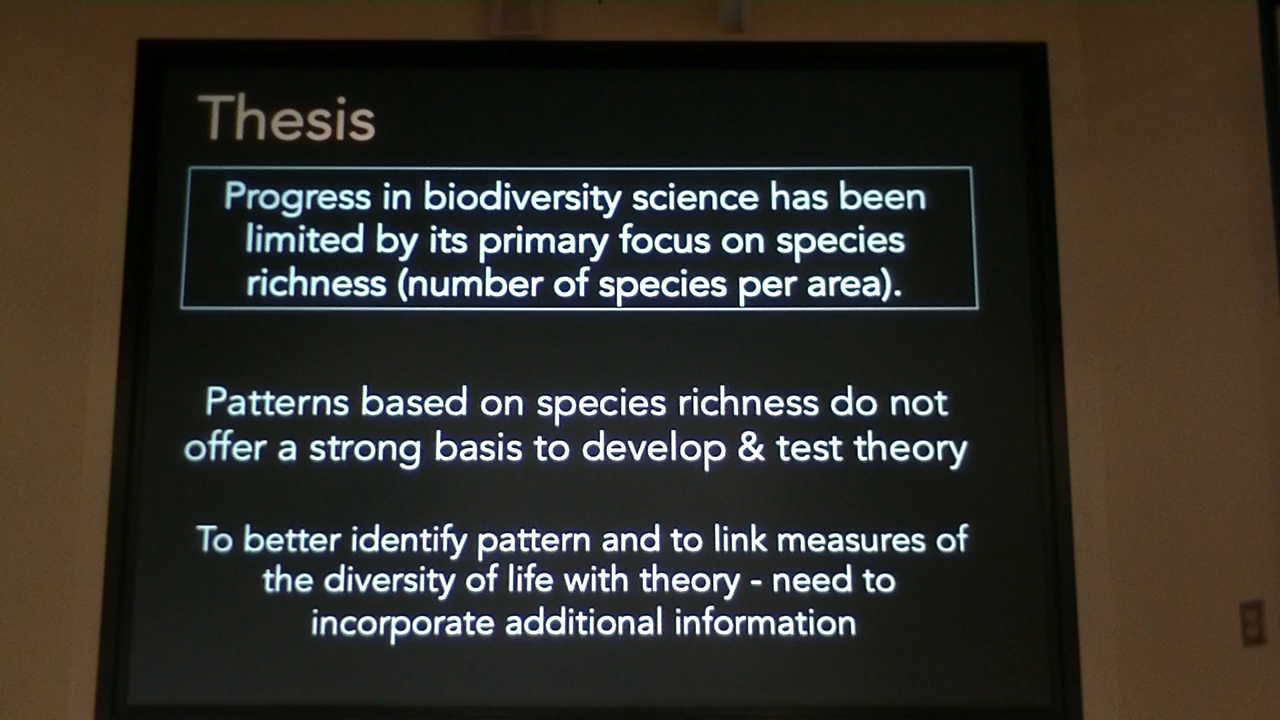 Thesis
Progress in biodiversity science has been
limited by its primary focus on species
richness (number of species per area).
Patterns based on species richness do not
offer a strong basis to develop & test theory
To better identify pattern and to link measures of
the diversity of life with theory - need to
incorporate additional information